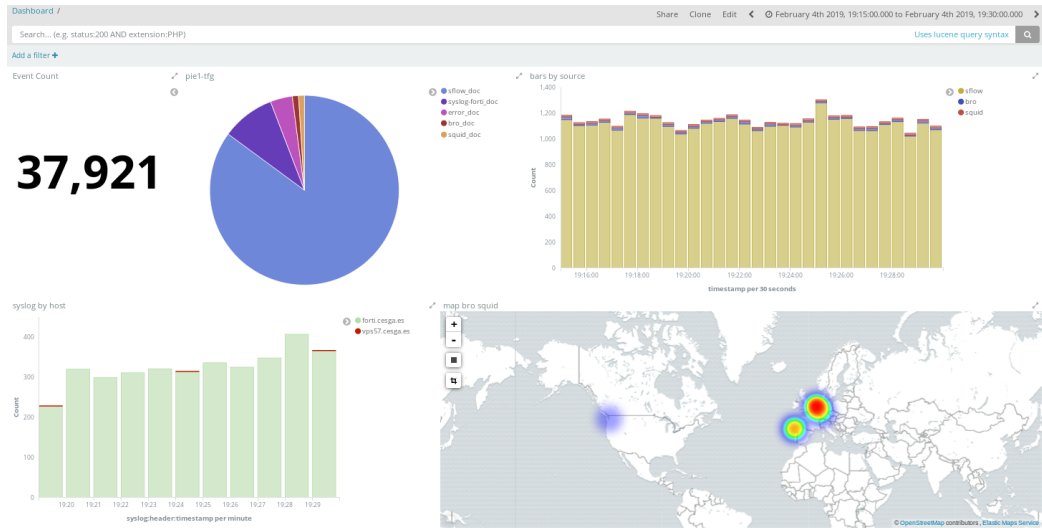 Dashboard /
Share Clone Edit February 4th 2019, 19:15:00.000 to February 4th 2019, 19:30:00.000
Search... (e.g. status:200 AND extension:PHP) Uses lucene query syntax
Add a filter +
Event Count
37,921
pie1-tfg
sflow_doc
syslog-forti_doc
error_doc
bro_doc
squid_doc
bars by source
1,400
1,200
1,000
800
600
400
200
0
Count
19:16:00 19:18:00 19:20:00 19:22:00 19:24:00 19:26:00 19:28:00
timestamp per 30 seconds
sflow
bro
squid
syslog by host
400
300
200
100
0
Count
19:20 19:21 19:22 19:23 19:24 19:25 19:26 19:27 19:28 19:29
syslog:header:timestamp per minute
forti.cesga.es
vps57.cesga.es
map bro squid
+
-
© OpenStreetMap contributors , Elastic Maps Service